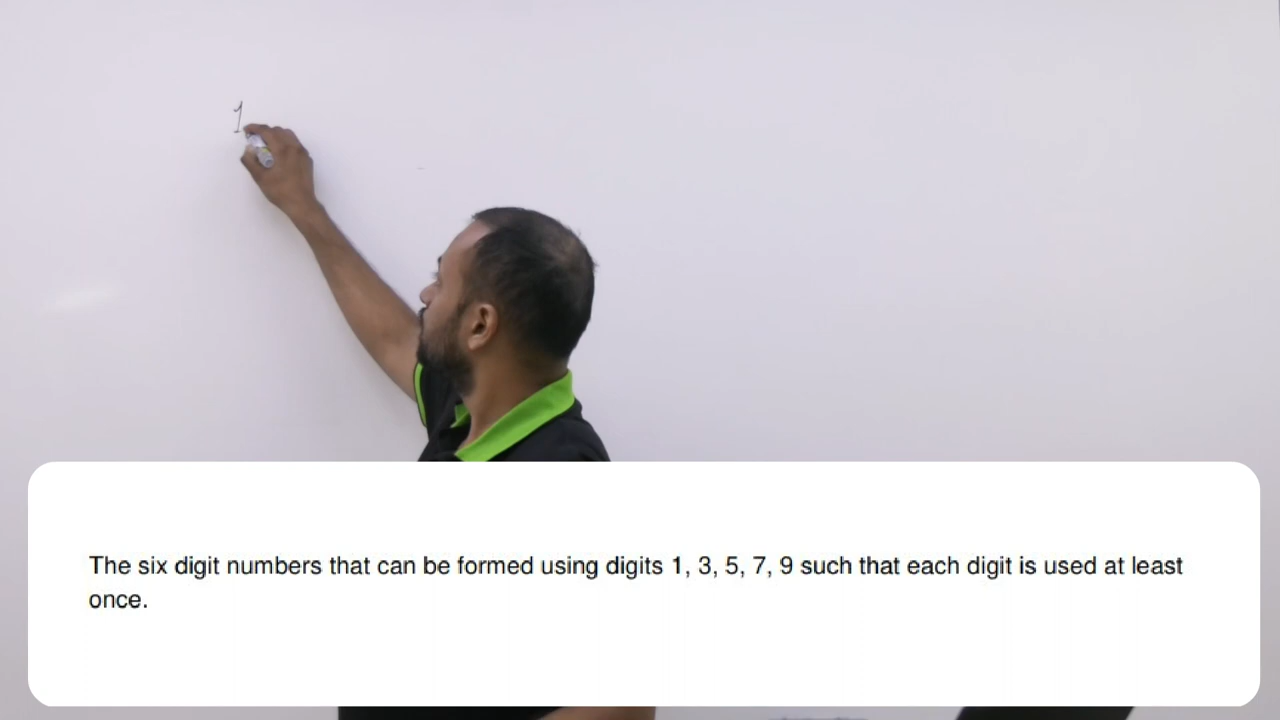 1
The six digit numbers that can be formed using digits 1, 3, 5, 7, 9 such that each digit is used at least
once.